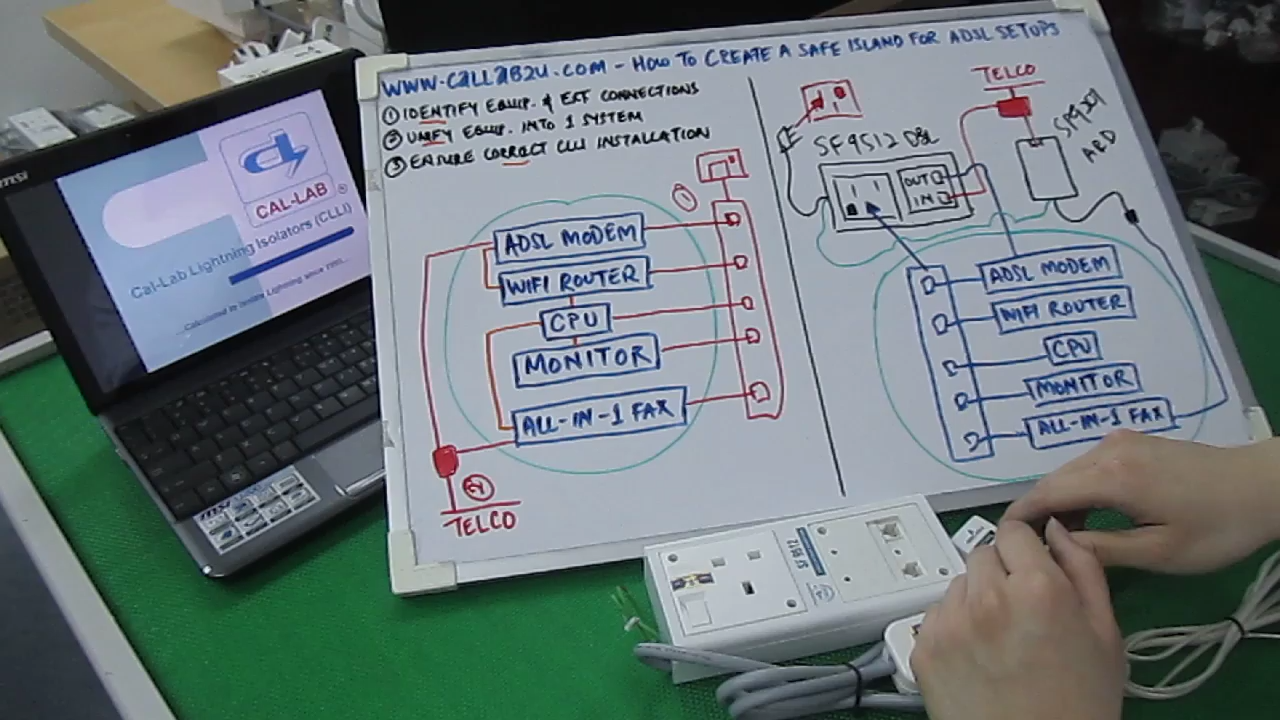 WWW.CALLAB2U.COM - HOW TO CREATE A SAFE ISLAND FOR ADSL SETUPS
① IDENTIFY EQUIP. & EXT CONNECTIONS
② UNIFY EQUIP. INTO 1 SYSTEM
③ ENSURE CORRECT CLLI INSTALLATION
①
ADSL MODEM
WIFI ROUTER
CPU
MONITOR
ALL-IN-1 FAX
TELCO
TELCO
SF9512 DBL
OUT
IN
ADSL MODEM
WIFI ROUTER
CPU
MONITOR
ALL-IN-1 FAX
CAL-LAB ®
Cal-Lab Lightning Isolators (CLLI)
msi
SF 9512